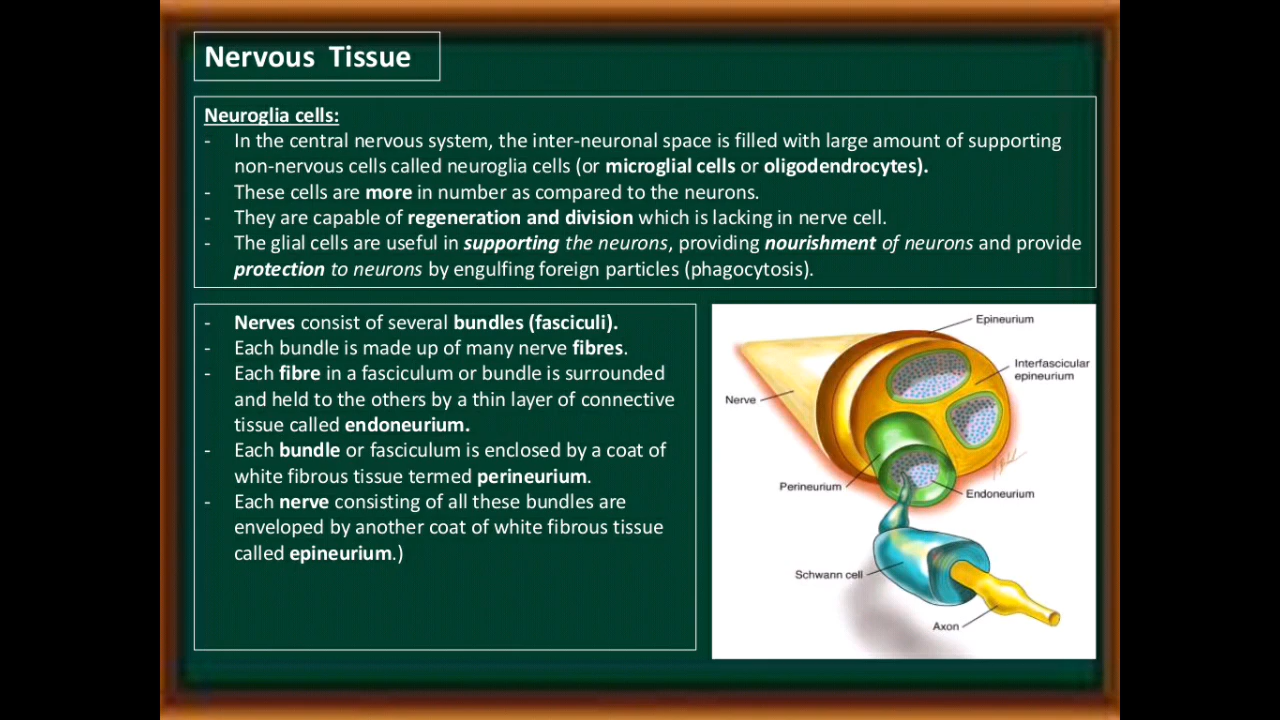 Nervous Tissue
Neuroglia cells:
- In the central nervous system, the inter-neuronal space is filled with large amount of supporting
non-nervous cells called neuroglia cells (or microglial cells or oligodendrocytes).
- These cells are more in number as compared to the neurons.
- They are capable of regeneration and division which is lacking in nerve cell.
- The glial cells are useful in supporting the neurons, providing nourishment of neurons and provide
protection to neurons by engulfing foreign particles (phagocytosis).
- Nerves consist of several bundles (fasciculi).
- Each bundle is made up of many nerve fibres.
- Each fibre in a fasciculum or bundle is surrounded
and held to the others by a thin layer of connective
tissue called endoneurium.
- Each bundle or fasciculum is enclosed by a coat of
white fibrous tissue termed perineurium.
- Each nerve consisting of all these bundles are
enveloped by another coat of white fibrous tissue
called epineurium.)
Epineurium
Interfascicular
epineurium
Nerve
Perineurium
Endoneurium
Schwann cell
Axon